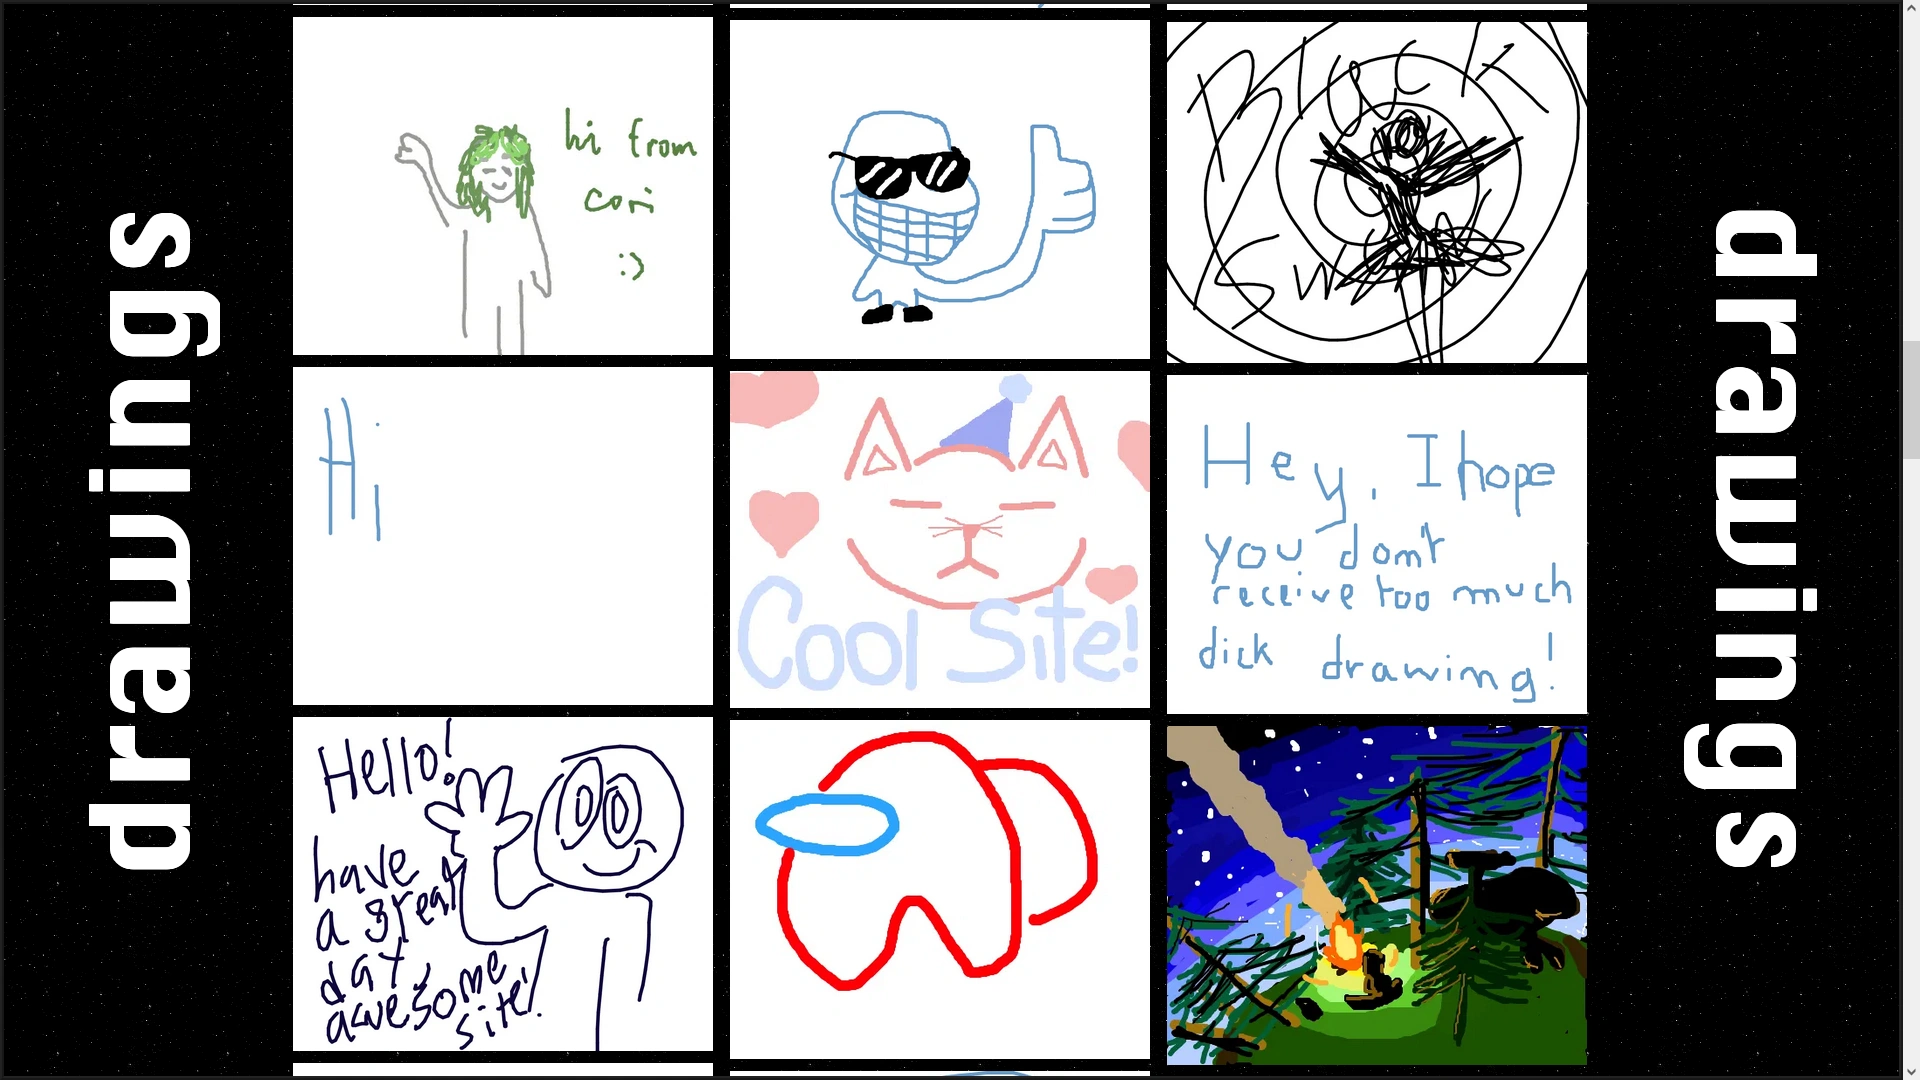 drawings
hi from
cori
:)
Black
Sw
Hi
Cool Site!
Hey, I hope
you don't
receive too much
dick drawing!
Hello!
have
a great
day,
awesome
site!
drawings